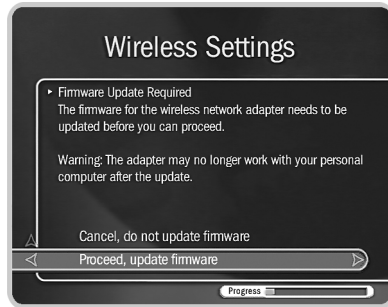 Wireless Settings
Firmware Update Required
The firmware for the wireless network adapter needs to be
updated before you can proceed.
Warning: The adapter may no longer work with your personal
computer after the update.
Cancel, do not update firmware
Proceed, update firmware
Progress